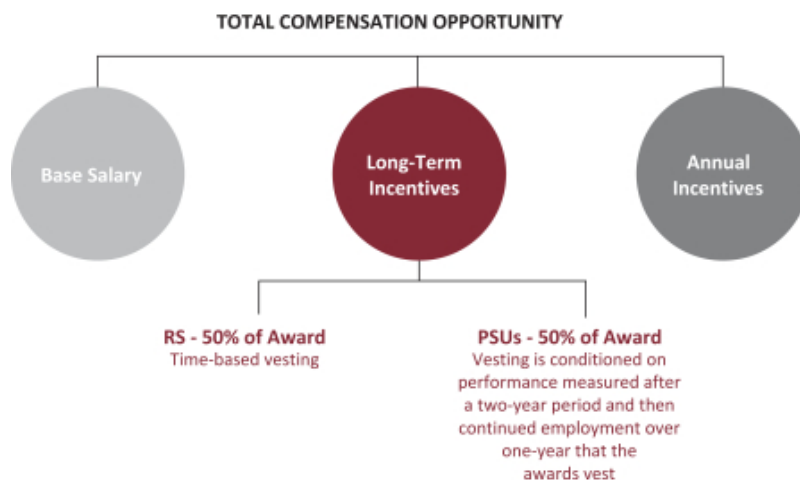 TOTAL COMPENSATION OPPORTUNITY
Base Salary
Long-Term
Incentives
Annual
Incentives
RS - 50% of Award
Time-based vesting
PSUs - 50% of Award
Vesting is conditioned on
performance measured after
a two-year period and then
continued employment over
one-year that the
awards vest